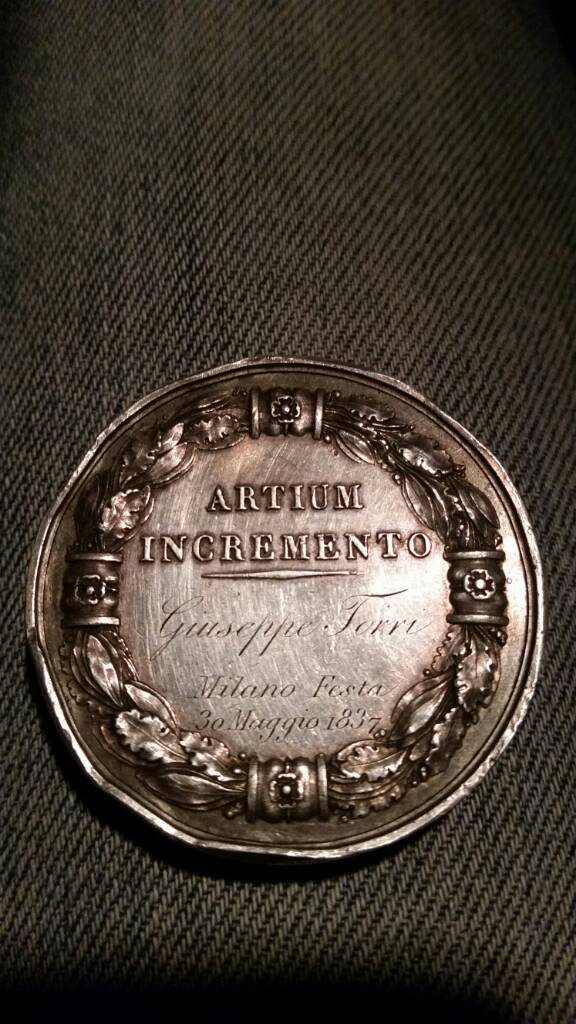 ARTIUM
INCREMENTO
Giuseppe Torri
Milano Festa
30 Maggio 1837